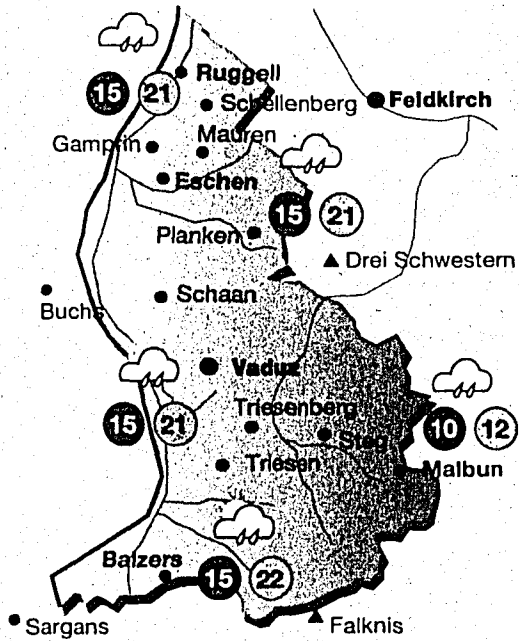 15 21
Ruggell
Schellenberg
Feldkirch
Gamprin
Mauren
Eschen
15 21
Planken
Drei Schwestern
Buchs
Schaan
Vaduz
15 21
Triesenberg
Steg
10 12
Malbun
Triesen
Balzers
15 22
Sargans
Falknis